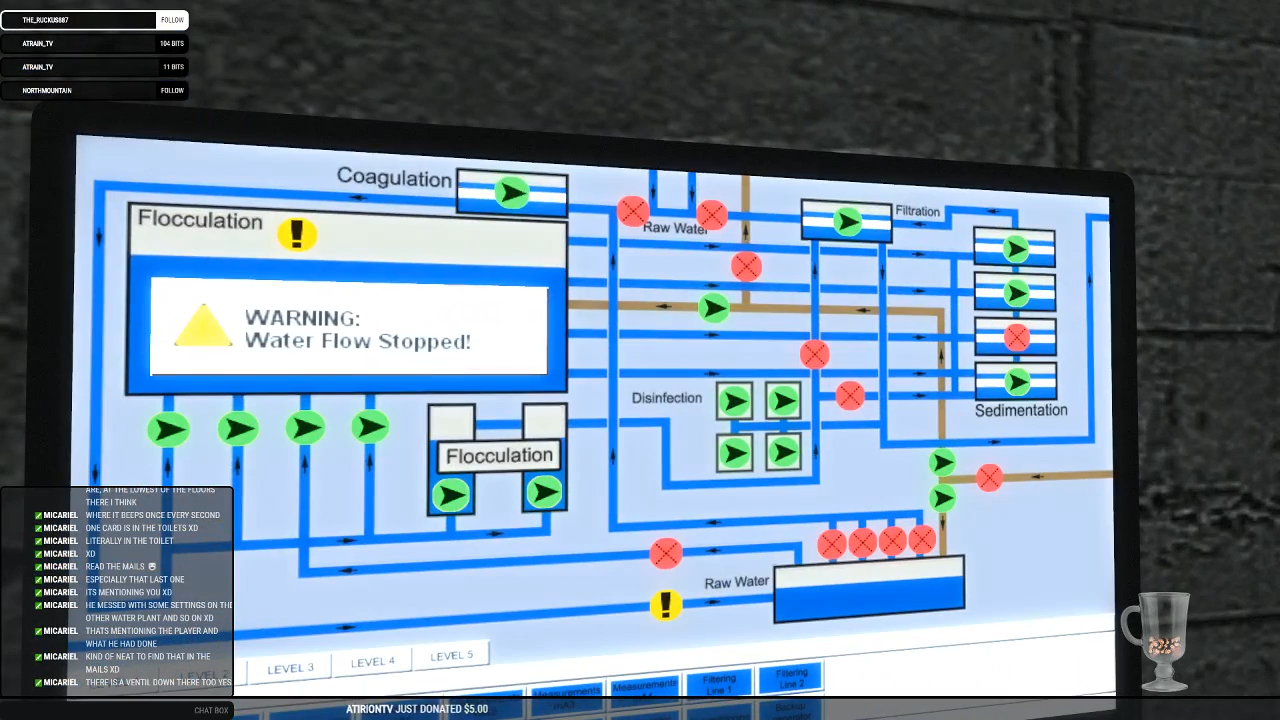 THE_RUCKUS887 FOLLOW
ATRAIN_TV 104 BITS
ATRAIN_TV 11 BITS
NORTHMOUNTAIN FOLLOW
Coagulation
Flocculation
!
WARNING:
Water Flow Stopped!
Raw Water
Filtration
Disinfection
Sedimentation
Flocculation
Raw Water
!
LEVEL 3
LEVEL 4
LEVEL 5
Measurements
Measurements
Filtering
Line 1
Filtering
Line 2
Backup
ARE, AT THE LOWEST OF THE FLOORS
THERE I THINK
MICARIEL WHERE IT BEEPS ONCE EVERY SECOND
MICARIEL ONE CARD IS IN THE TOILETS XD
MICARIEL LITERALLY IN THE TOILET
MICARIEL XD
MICARIEL READ THE MAILS
MICARIEL ESPECIALLY THAT LAST ONE
MICARIEL ITS MENTIONING YOU XD
MICARIEL HE MESSED WITH SOME SETTINGS ON THE
OTHER WATER PLANT AND SO ON XD
MICARIEL THATS MENTIONING THE PLAYER AND
WHAT HE HAD DONE
MICARIEL KIND OF NEAT TO FIND THAT IN THE
MAILS XD
MICARIEL THERE IS A VENTIL DOWN THERE TOO YES
CHAT BOX
ATIRIONTV JUST DONATED $5.00